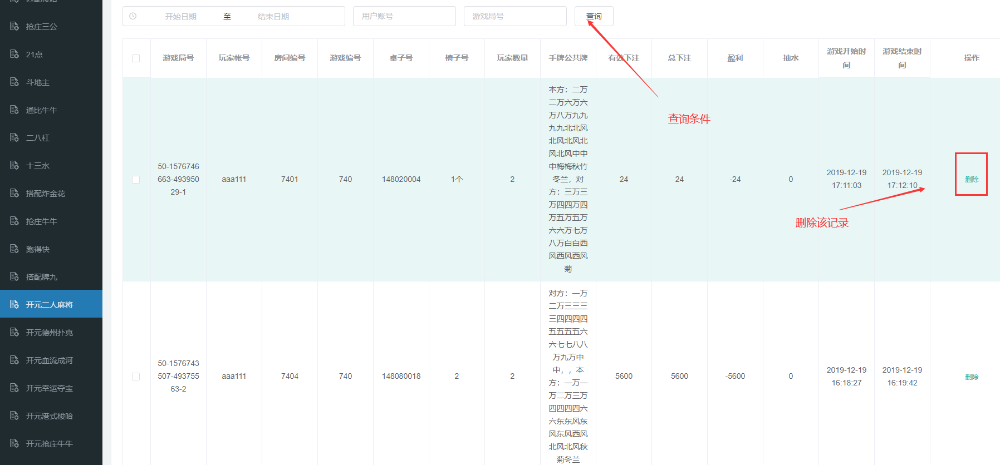 抢庄三公
21点
斗地主
通比牛牛
二八杠
十三水
搭配炸金花
抢庄牛牛
跑得快
搭配牌九
开元二人麻将
开元德州扑克
开元血流成河
开元幸运夺宝
开元港式梭哈
开元抢庄牛牛
开始日期 至 结束日期 用户账号 游戏局号 查询
游戏局号 玩家帐号 房间编号 游戏编号 桌子号 椅子号 玩家数量 手牌公共牌 有效下注 总下注 盈利 抽水 游戏开始时间 游戏结束时间 操作
50-1576746
663-493950
29-1
aaa111
7401
740
148020004
1个
2
本方：二万
二万六万六
万八万九九
九九北北风
北风北风北
风北风中中
中梅梅秋竹
冬兰，对
方：三万三
万四四万四
万五万五万
六六万七万
八万白白西
风西风西风
菊
24
24
-24
0
2019-12-19
17:11:03
2019-12-19
17:12:10
删除
查询条件
删除该记录
50-1576743
507-493755
63-2
aaa111
7404
740
148080018
2
2
对方：一万
二万三三三
三四四四四
五五五五六
六七七八八
万九万中
中，，本
方：一万一
万二万三万
四四四四六
六东东风东
风东风西风
北风北风秋
菊冬兰
5600
5600
-5600
0
2019-12-19
16:18:27
2019-12-19
16:19:42
删除